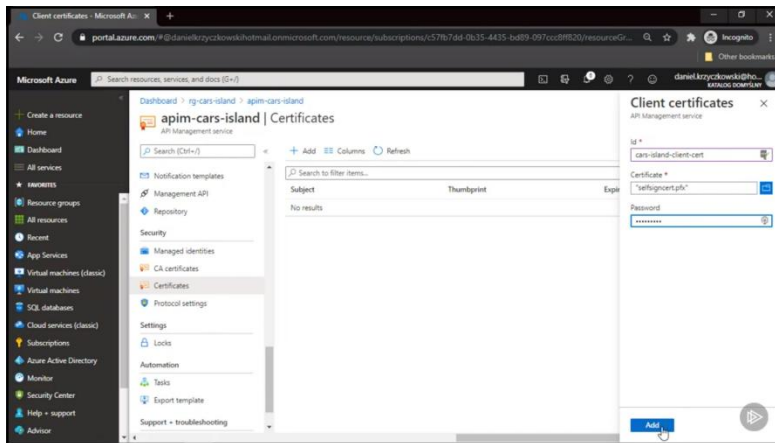 Client certificates - Microsoft Az
portal.azure.com/#@danielkrzyczkowskihotmail.onmicrosoft.com/resource/subscriptions/c57fb7dd-0b35-4435-bd89-097ccc8ff820/resourceGr...
Incognito
Other bookmarks
Microsoft Azure
Search resources, services, and docs (G+/)
daniel.krzyczkowski@ho...
KATALOG DOMYŚLNY
Create a resource
Home
Dashboard
All services
FAVORITES
Resource groups
All resources
Recent
App Services
Virtual machines (classic)
Virtual machines
SQL databases
Cloud services (classic)
Subscriptions
Azure Active Directory
Monitor
Security Center
Help + support
Advisor
Dashboard > rg-cars-island > apim-cars-island
apim-cars-island | Certificates
API Management service
Search (Ctrl+/)
Notification templates
Management API
Repository
Security
Managed identities
CA certificates
Certificates
Protocol settings
Settings
Locks
Automation
Tasks
Export template
Support + troubleshooting
Add Columns Refresh
Search to filter items...
Subject Thumbprint Expir
No results
Client certificates
API Management service
Id *
cars-island-client-cert
Certificate *
"selfsigncert.pfx"
Password
•••••••••
Add